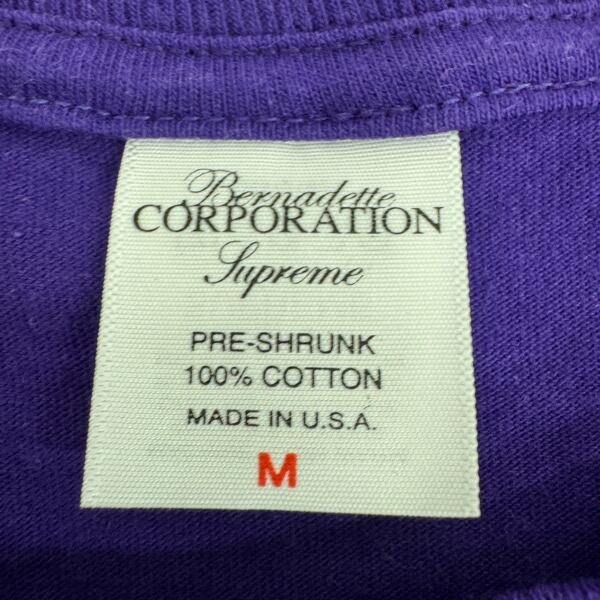 Bernadette
CORPORATION
Supreme
PRE-SHRUNK
100% COTTON
MADE IN U.S.A.
M